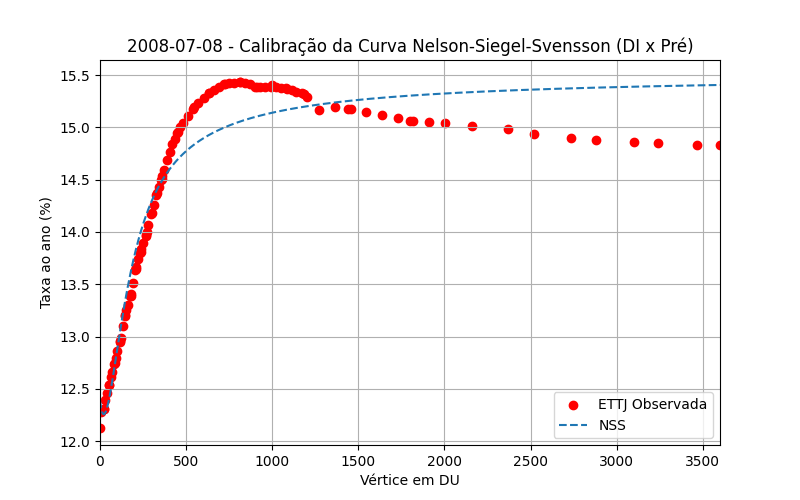 2008-07-08 - Calibração da Curva Nelson-Siegel-Svensson (DI x Pré)
Taxa ao ano (%)
15.5
15.0
14.5
14.0
13.5
13.0
12.5
12.0
ETTJ Observada
NSS
0 500 1000 1500 2000 2500 3000 3500
Vértice em DU